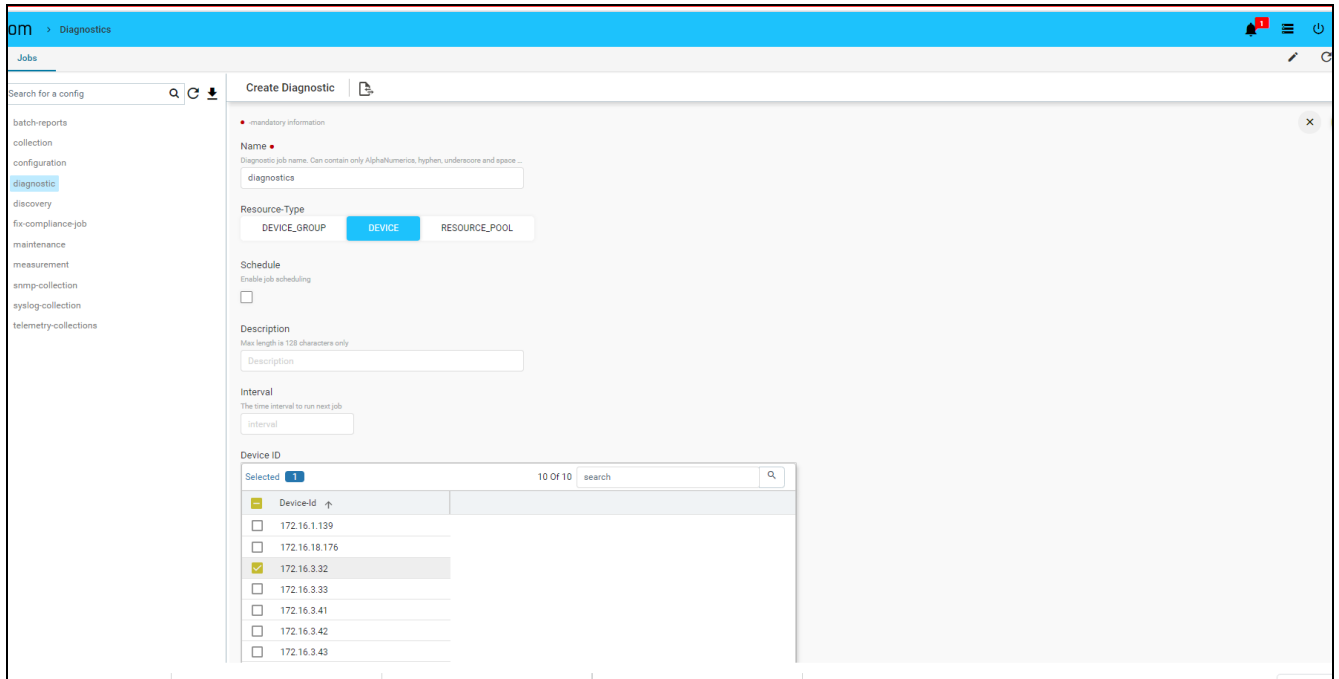 om > Diagnostics
1
Jobs
Search for a config
Create Diagnostic
batch-reports
collection
configuration
diagnostic
discovery
fix-compliance-job
maintenance
measurement
snmp-collection
syslog-collection
telemetry-collections
-mandatory information
Name
Diagnostic job name. Can contain only AlphaNumerics, hyphen, underscore and space ...
diagnostics
Resource-Type
DEVICE_GROUP DEVICE RESOURCE_POOL
Schedule
Enable job scheduling
Description
Max length is 128 characters only
Description
Interval
The time interval to run next job
interval
Device ID
Selected 1 10 Of 10 search
Device-Id
172.16.1.139
172.16.18.176
172.16.3.32
172.16.3.33
172.16.3.41
172.16.3.42
172.16.3.43